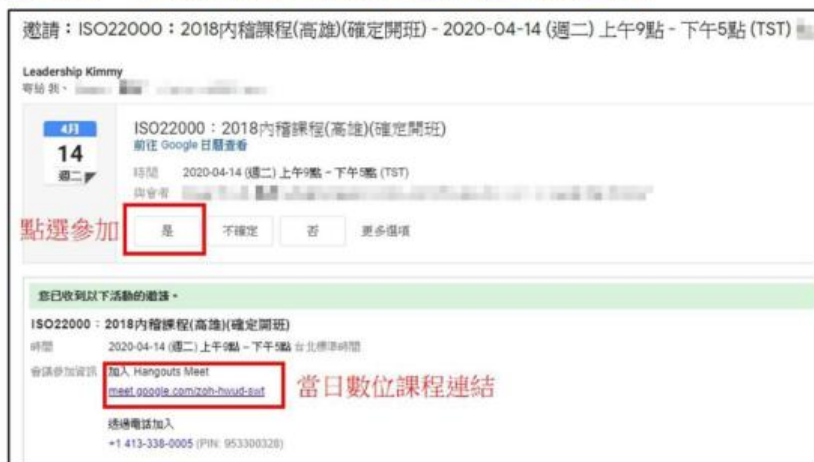 邀請：ISO22000：2018內稽課程(高雄)(確定開班) - 2020-04-14 (週二) 上午9點 - 下午5點 (TST)
Leadership Kimmy
寄給 我、
4月
14
週二
ISO22000：2018內稽課程(高雄)(確定開班)
前往 Google 日曆查看
時間 2020-04-14 (週二) 上午9點 – 下午5點 (TST)
與會者
點選參加
是 不確定 否 更多選項
您已收到以下活動的邀請。
ISO22000：2018內稽課程(高雄)(確定開班)
時間 2020-04-14 (週二) 上午9點 – 下午5點 台北標準時間
會議參加資訊 加入 Hangouts Meet
meet.google.com/zoh-hwud-swt
當日數位課程連結
透過電話加入
+1 413-338-0005 (PIN: 953300328)